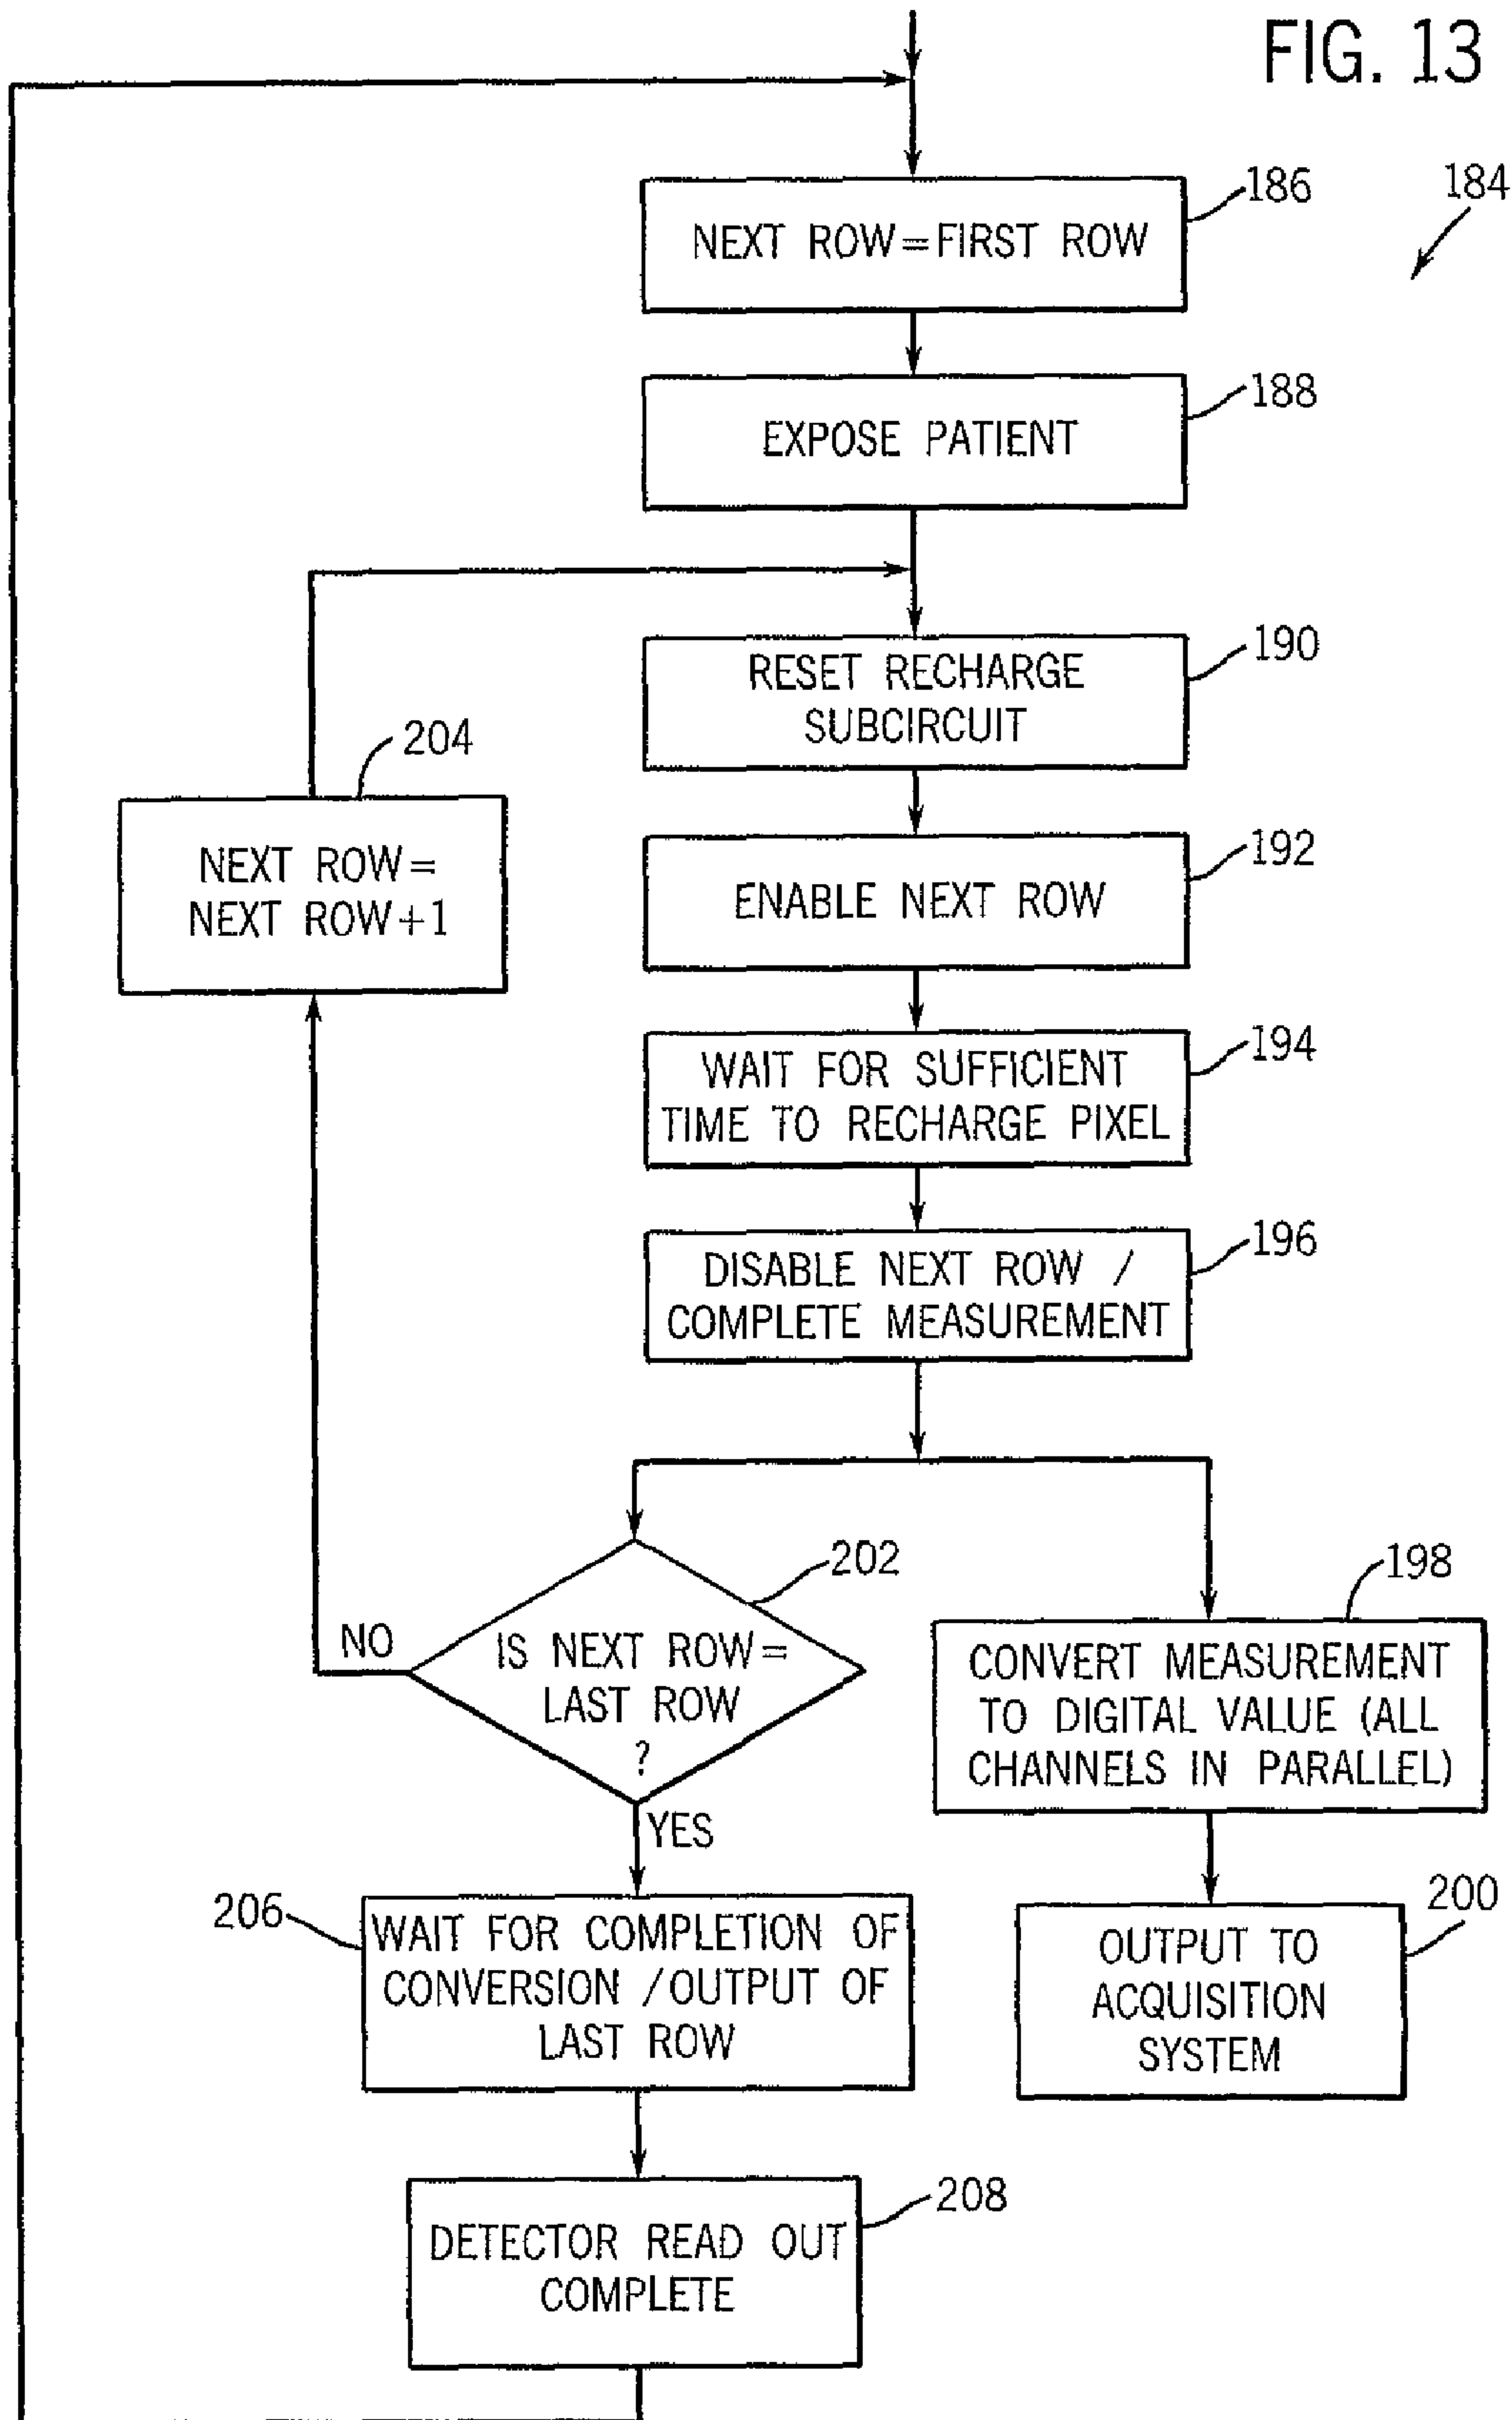 FIG. 13
184
186
NEXT ROW=FIRST ROW
188
EXPOSE PATIENT
190
RESET RECHARGE
SUBCIRCUIT
204
NEXT ROW=
NEXT ROW+1
192
ENABLE NEXT ROW
194
WAIT FOR SUFFICIENT
TIME TO RECHARGE PIXEL
196
DISABLE NEXT ROW /
COMPLETE MEASUREMENT
202
NO
IS NEXT ROW=
LAST ROW
?
YES
198
CONVERT MEASUREMENT
TO DIGITAL VALUE (ALL
CHANNELS IN PARALLEL)
206
WAIT FOR COMPLETION OF
CONVERSION /OUTPUT OF
LAST ROW
200
OUTPUT TO
ACQUISITION
SYSTEM
208
DETECTOR READ OUT
COMPLETE